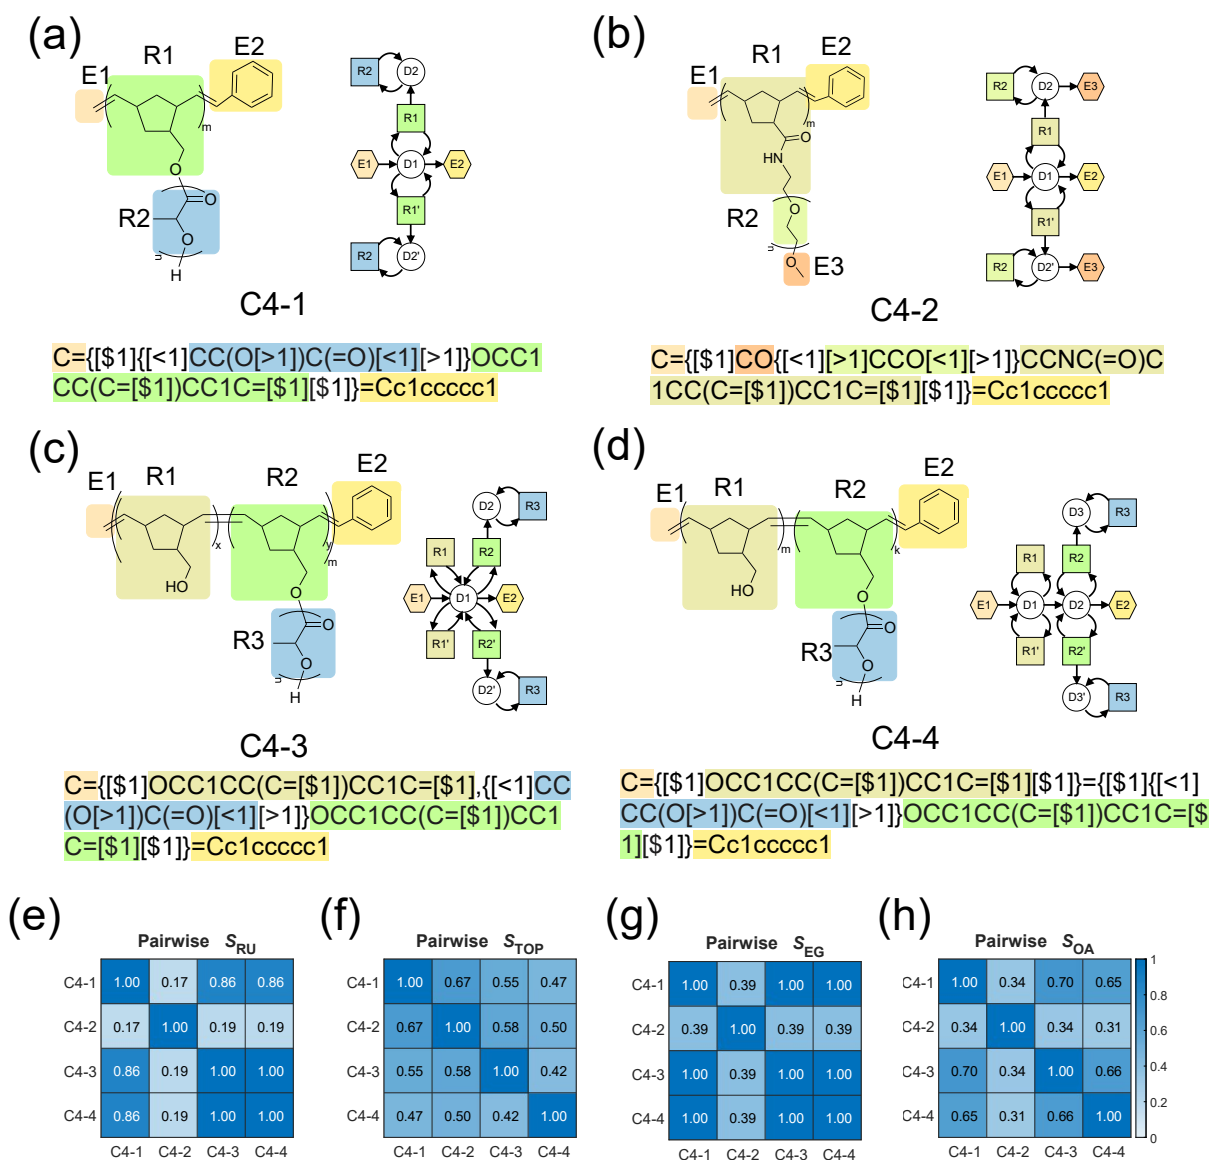 (a)
R1
E2
E1
m
O
O
R2
O
n
H
R2
D2
R1
E1
D1
E2
R1'
R2
D2'
C4-1
C={[$1]{[<1]CC(O[>1])C(=O)[<1][>1]}OCC1
CC(C=[$1])CC1C=[$1][$1]}=Cc1ccccc1
(b)
E2
R1
E1
m
O
HN
R2
O
n
O
E3
R2
D2
E3
R1
E1
D1
E2
R1'
R2
D2'
E3
C4-2
C={[$1]CO{[<1][>1]CCO[<1][>1]}CCNC(=O)C
1CC(C=[$1])CC1C=[$1][$1]}=Cc1ccccc1
(c)
E1
R1
R2
E2
x
y
m
HO
O
O
R3
O
n
H
D2
R3
R1
R2
E1
D1
E2
R1'
R2'
D2'
R3
C4-3
C={[$1]OCC1CC(C=[$1])CC1C=[$1],{[<1]CC
(O[>1])C(=O)[<1][>1]}OCC1CC(C=[$1])CC1
C=[$1][$1]}=Cc1ccccc1
(d)
E1
R1
R2
E2
m
k
HO
O
O
R3
O
n
H
D3
R3
R1
R2
E1
D1
D2
E2
R1'
R2'
D3'
R3
C4-4
C={[$1]OCC1CC(C=[$1])CC1C=[$1][$1]}={[$1]{[<1]
CC(O[>1])C(=O)[<1][>1]}OCC1CC(C=[$1])CC1C=[$
1][$1]}=Cc1ccccc1
(e)
Pairwise SRU
C4-1 1.00 0.17 0.86 0.86
C4-2 0.17 1.00 0.19 0.19
C4-3 0.86 0.19 1.00 1.00
C4-4 0.86 0.19 1.00 1.00
C4-1 C4-2 C4-3 C4-4
(f)
Pairwise STOP
C4-1 1.00 0.67 0.55 0.47
C4-2 0.67 1.00 0.58 0.50
C4-3 0.55 0.58 1.00 0.42
C4-4 0.47 0.50 0.42 1.00
C4-1 C4-2 C4-3 C4-4
(g)
Pairwise SEG
C4-1 1.00 0.39 1.00 1.00
C4-2 0.39 1.00 0.39 0.39
C4-3 1.00 0.39 1.00 1.00
C4-4 1.00 0.39 1.00 1.00
C4-1 C4-2 C4-3 C4-4
(h)
Pairwise SOA
C4-1 1.00 0.34 0.70 0.65
C4-2 0.34 1.00 0.34 0.31
C4-3 0.70 0.34 1.00 0.66
C4-4 0.65 0.31 0.66 1.00
C4-1 C4-2 C4-3 C4-4
1
0.8
0.6
0.4
0.2
0